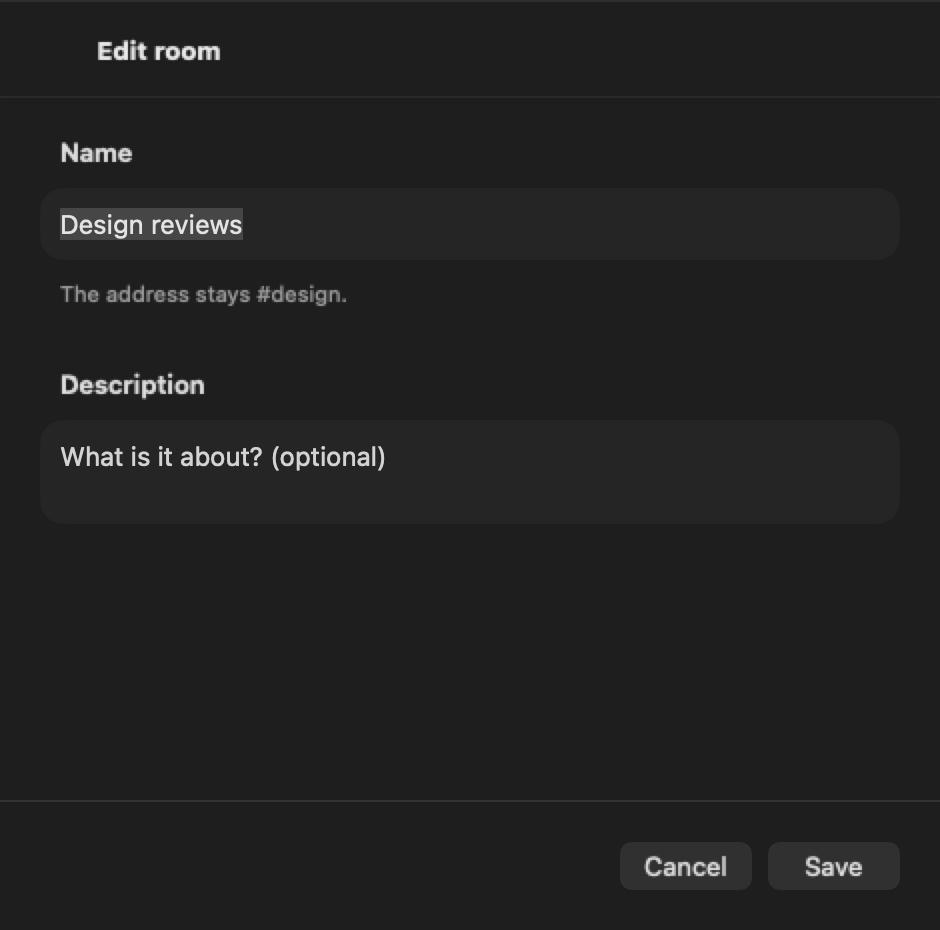 Edit room
Name
Design reviews
The address stays #design.
Description
What is it about? (optional)
Cancel
Save